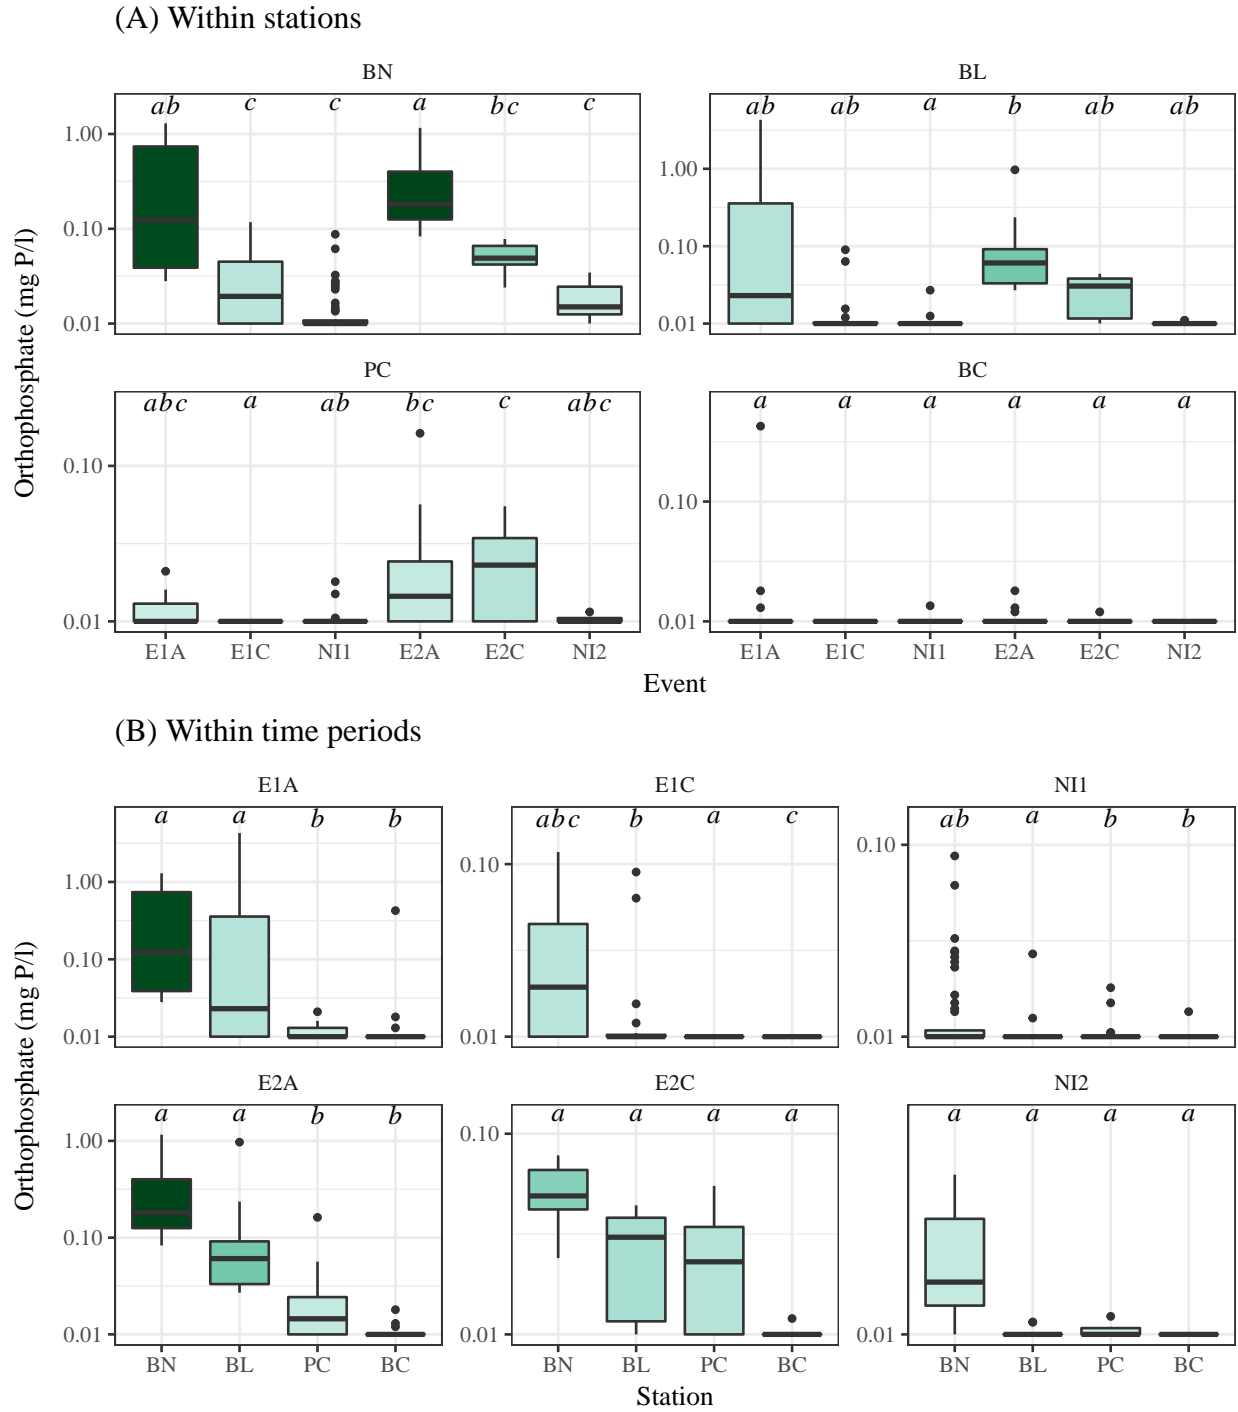 (A) Within stations
BN
BL
ab c c a bc c
ab ab a b ab ab
1.00
0.10
0.01
1.00
0.10
0.01
PC
BC
abc a ab bc c abc
a a a a a a
0.10
0.01
0.10
0.01
E1A E1C NI1 E2A E2C NI2
E1A E1C NI1 E2A E2C NI2
Orthophosphate (mg P/l)
Event
(B) Within time periods
E1A
E1C
NI1
a a b b
abc b a c
ab a b b
1.00
0.10
0.01
0.10
0.01
0.10
0.01
E2A
E2C
NI2
a a b b
a a a a
a a a a
1.00
0.10
0.01
0.10
0.01
0.01
BN BL PC BC
BN BL PC BC
BN BL PC BC
Orthophosphate (mg P/l)
Station